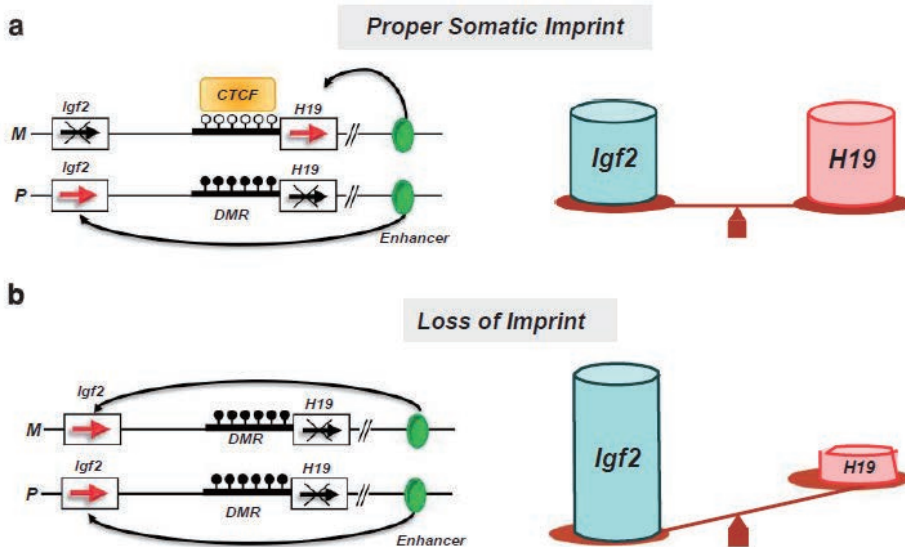 a
Proper Somatic Imprint
Igf2
CTCF
H19
M
Igf2
H19
P
DMR
Enhancer
Igf2
H19
b
Loss of Imprint
Igf2
H19
M
DMR
Igf2
H19
P
DMR
Enhancer
Igf2
H19